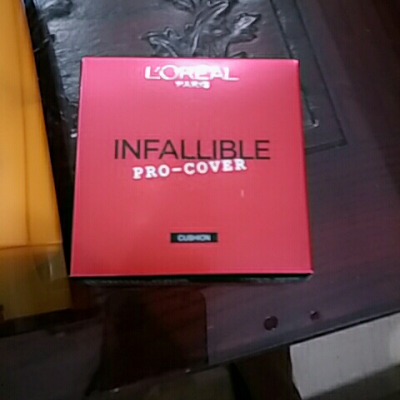 L'ORÉAL
PARIS
INFALLIBLE
PRO-COVER
CUSHION